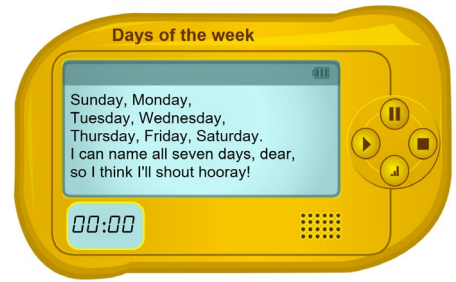 Days of the week
Sunday, Monday,
Tuesday, Wednesday,
Thursday, Friday, Saturday.
I can name all seven days, dear,
so I think I'll shout hooray!
00:00